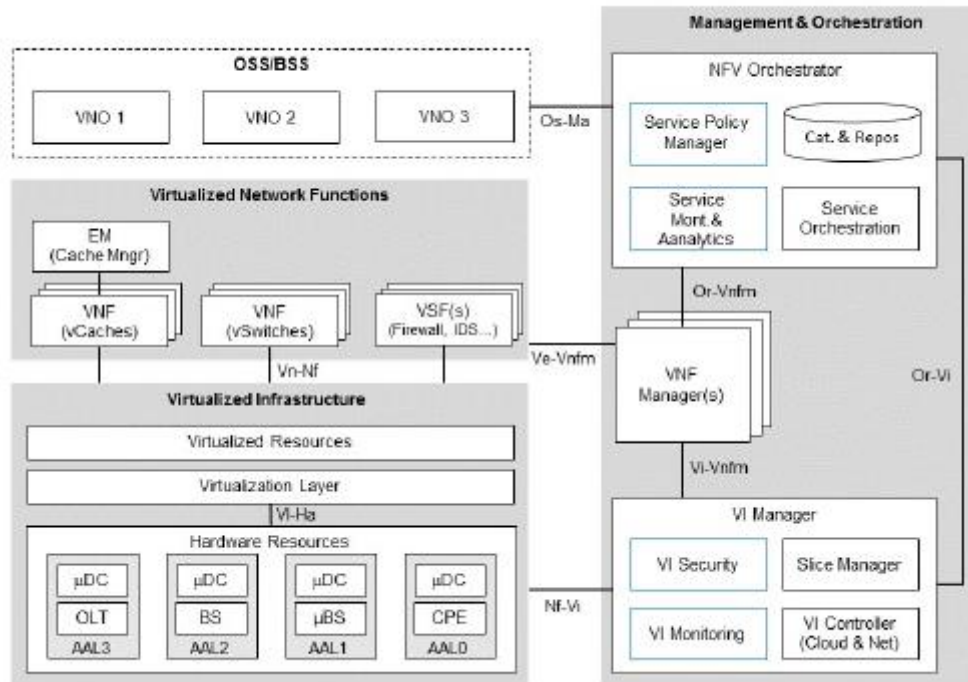 Management & Orchestration
OSS/BSS
VNO 1
VNO 2
VNO 3
Os-Ma
NFV Orchestrator
Service Policy
Manager
Cat. & Repos
Service
Mont.&
Aanalytics
Service
Orchestration
Virtualized Network Functions
EM
(Cache Mngr)
VNF
(vCaches)
VNF
(vSwitches)
VSF(s)
(Firewall, IDS...)
Or-Vnfm
Ve-Vnfm
VNF
Manager(s)
Or-Vi
Vn-Nf
Virtualized Infrastructure
Virtualized Resources
Virtualization Layer
Vl-Ha
Hardware Resources
μDC
OLT
AAL3
μDC
BS
AAL2
μDC
μBS
AAL1
μDC
CPE
AAL0
Nf-Vi
Vi-Vnfm
VI Manager
VI Security
Slice Manager
VI Monitoring
VI Controller
(Cloud & Net)